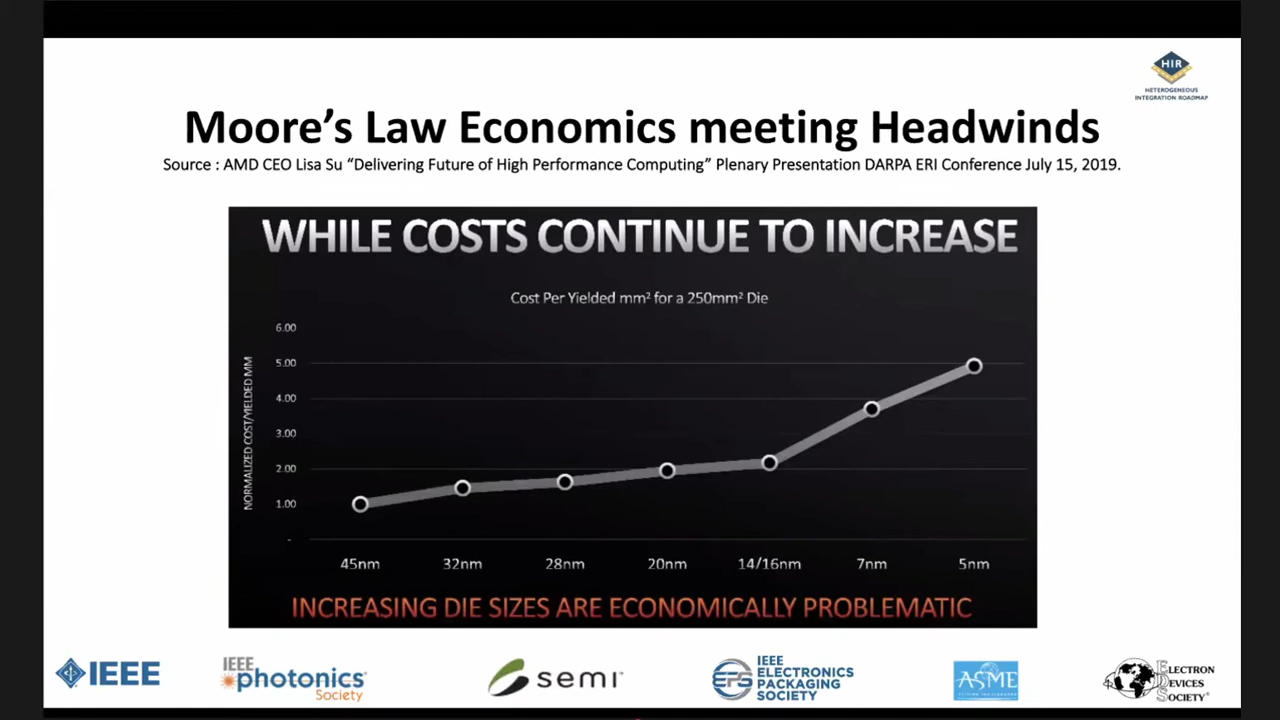 HIR
HETEROGENEOUS
INTEGRATION ROADMAP
Moore's Law Economics meeting Headwinds
Source : AMD CEO Lisa Su “Delivering Future of High Performance Computing” Plenary Presentation DARPA ERI Conference July 15, 2019.
WHILE COSTS CONTINUE TO INCREASE
Cost Per Yielded mm² for a 250mm² Die
NORMALIZED COST/YIELDED MM
6.00
5.00
4.00
3.00
2.00
1.00
-
45nm 32nm 28nm 20nm 14/16nm 7nm 5nm
INCREASING DIE SIZES ARE ECONOMICALLY PROBLEMATIC
IEEE
IEEE
photonics
Society
semi
EPS
IEEE
ELECTRONICS
PACKAGING
SOCIETY
ASME
EDS
ELECTRON
DEVICES
SOCIETY®